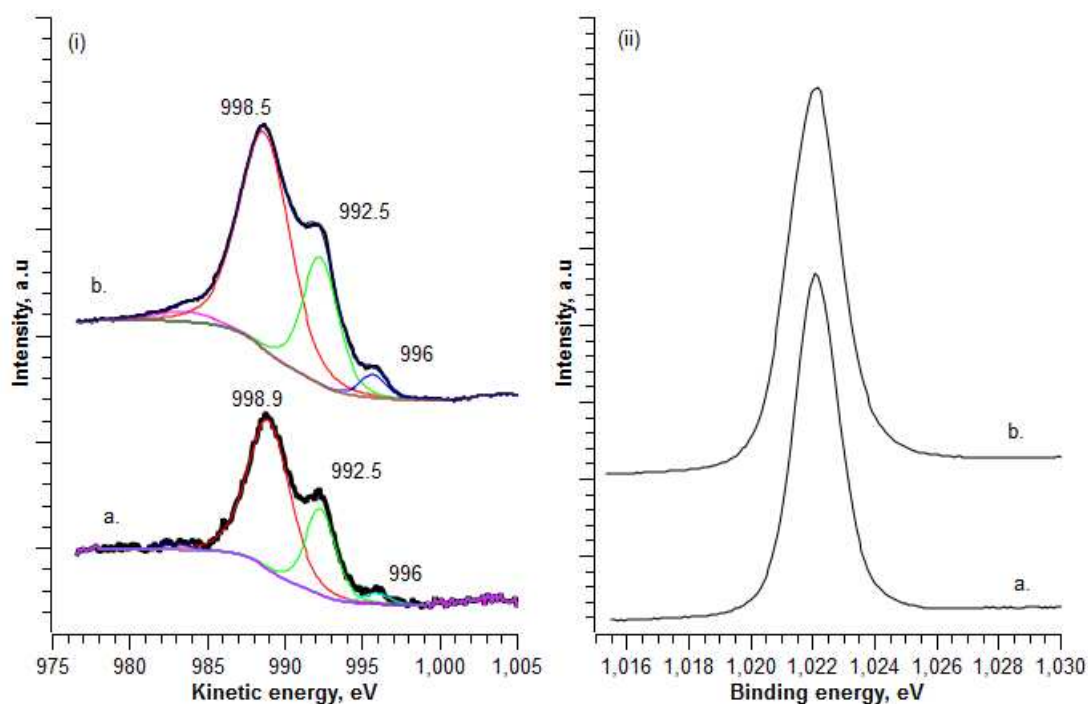 (i)
998.5
992.5
b.
996
998.9
992.5
a.
996
Intensity, a.u
975 980 985 990 995 1,000 1,005
Kinetic energy, eV
(ii)
b.
a.
Intensity, a.u
1,016 1,018 1,020 1,022 1,024 1,026 1,028 1,030
Binding energy, eV